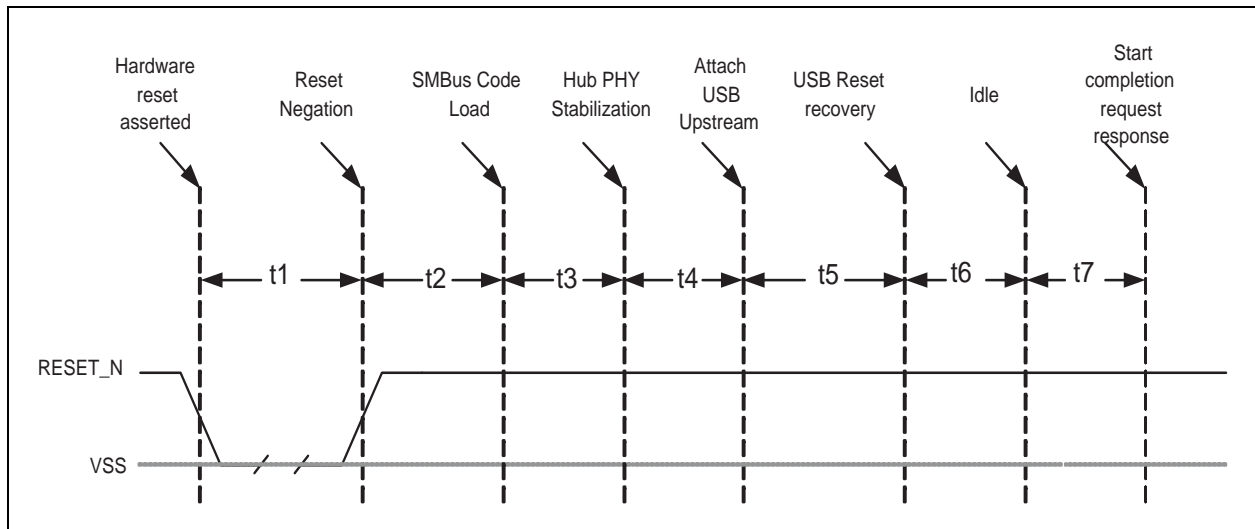 Hardware
reset
asserted
Reset
Negation
SMBus Code
Load
Hub PHY
Stabilization
Attach
USB
Upstream
USB Reset
recovery
Idle
Start
completion
request
response
t1
t2
t3
t4
t5
t6
t7
RESET_N
VSS